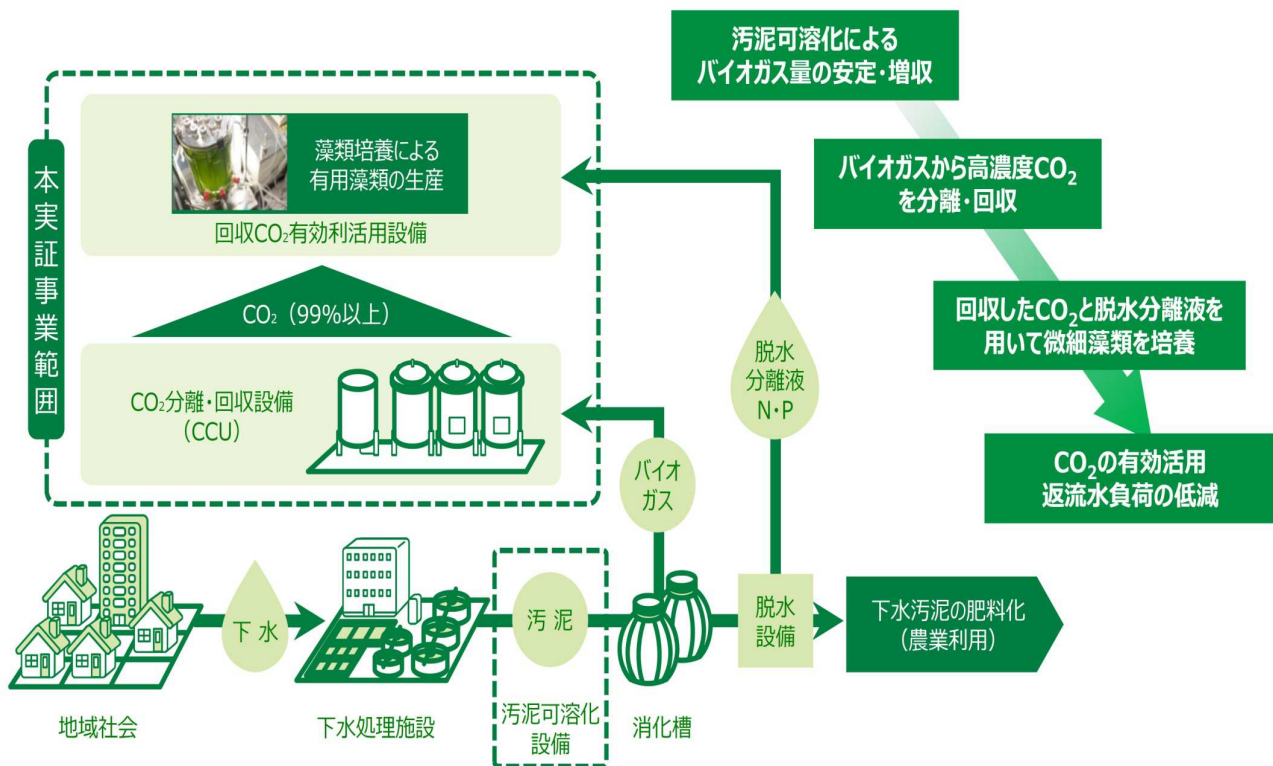 汚泥可溶化による
バイオガス量の安定・増収
バイオガスから高濃度CO₂
を分離・回収
回収したCO₂と脱水分離液を
用いて微細藻類を培養
CO₂の有効活用
返流水負荷の低減
本実証事業範囲
藻類培養による
有用藻類の生産
回収CO₂有効利活用設備
CO₂（99%以上）
CO₂分離・回収設備
（CCU）
脱水
分離液
N・P
バイオ
ガス
下水
汚泥
脱水
設備
下水汚泥の肥料化
（農業利用）
地域社会
下水処理施設
汚泥可溶化
設備
消化槽